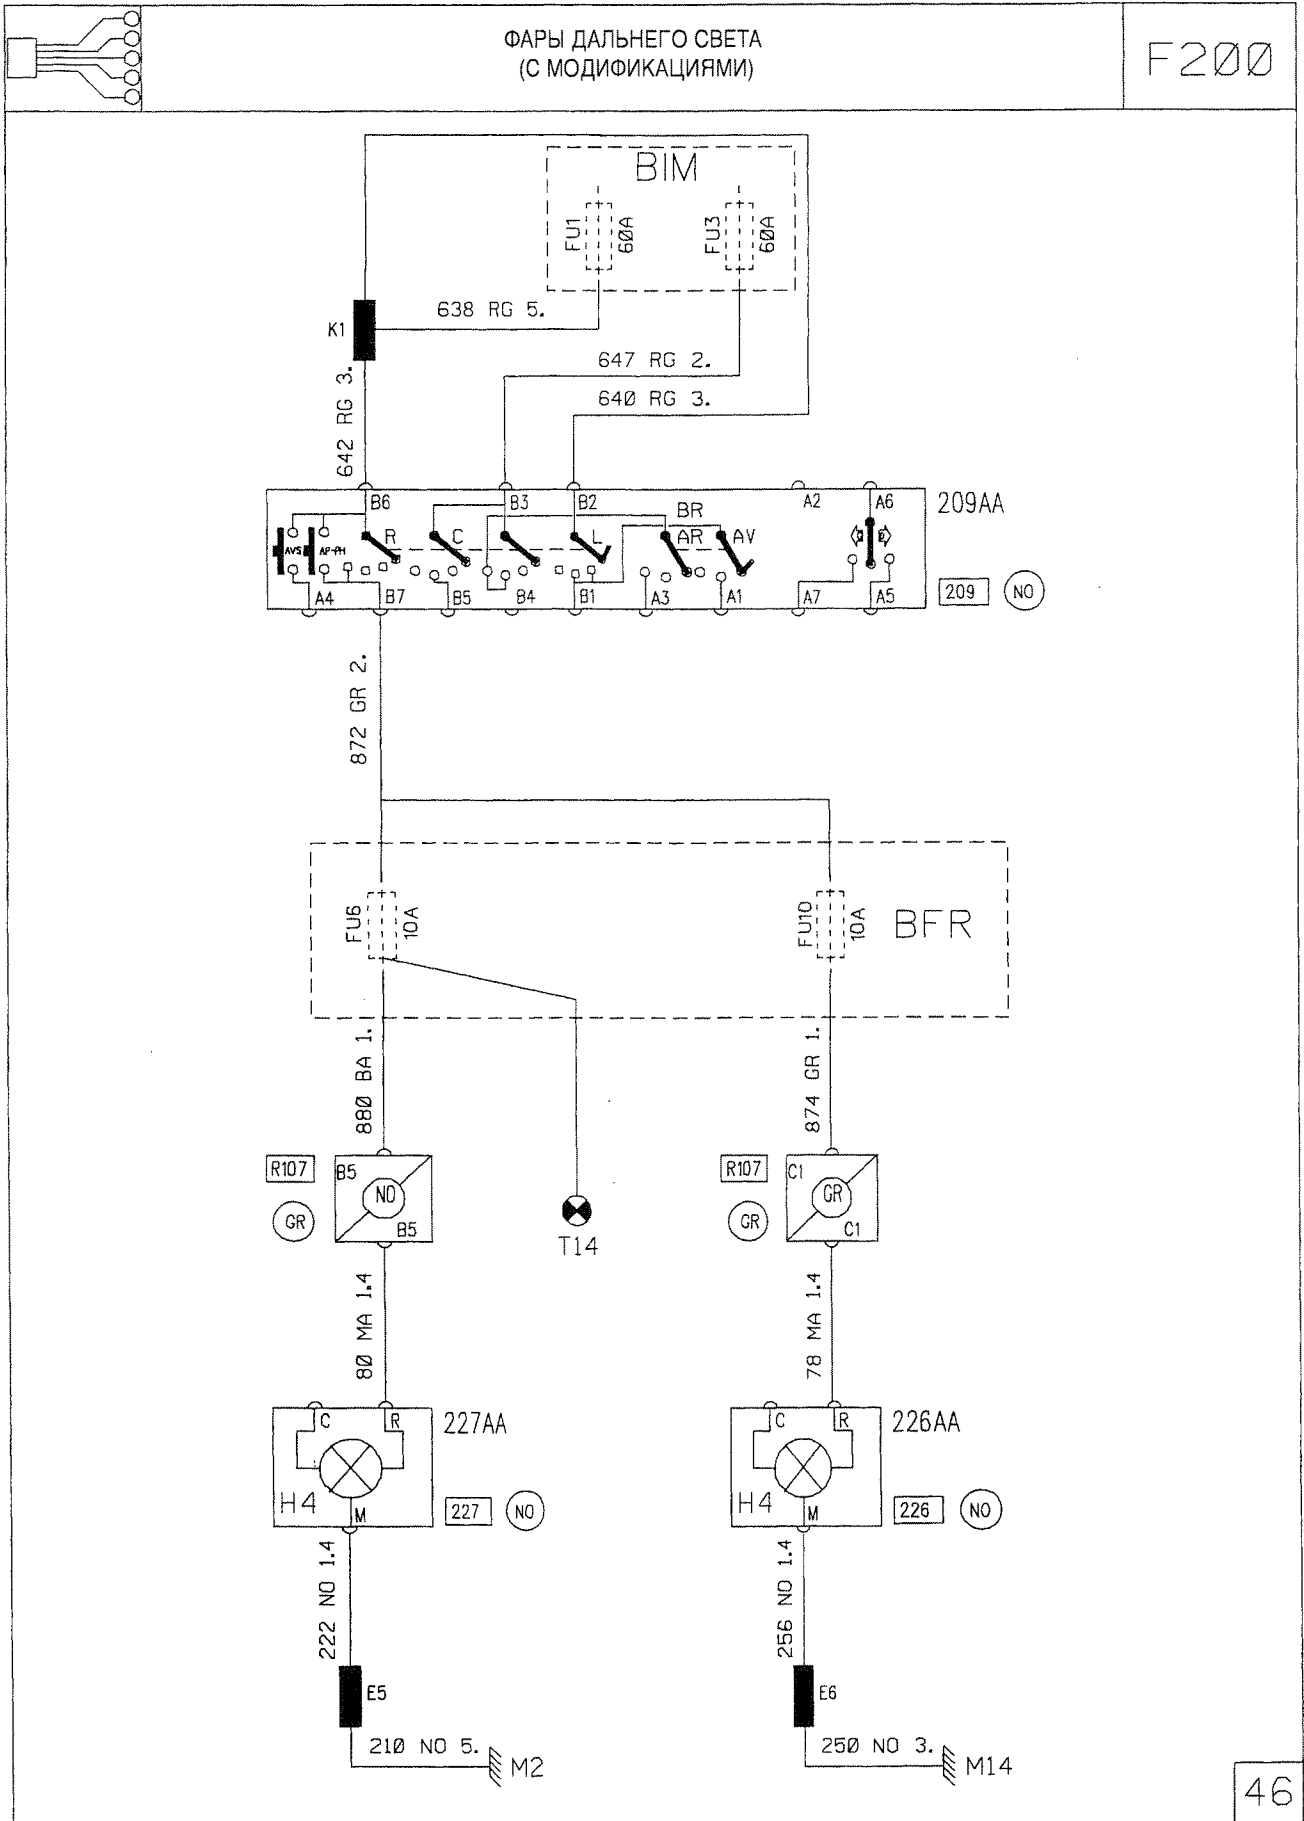 ФАРЫ ДАЛЬНЕГО СВЕТА
(С МОДИФИКАЦИЯМИ)
F200
BIM
FU1
60A
FU3
60A
638 RG 5.
K1
647 RG 2.
640 RG 3.
642 RG 3.
B6
B3
B2
A2
A6
209AA
BR
R
C
L
AR
AV
AVS
AP-PH
A4
B7
B5
B4
B1
A3
A1
A7
A5
209
NO
872 GR 2.
FU6
10A
FU10
10A
BFR
880 BA 1.
874 GR 1.
R107
B5
NO
GR
B5
R107
C1
GR
GR
C1
T14
80 MA 1.4
78 MA 1.4
C
R
227AA
C
R
226AA
H4
M
227
NO
H4
M
226
NO
222 NO 1.4
256 NO 1.4
E5
E6
210 NO 5.
M2
250 NO 3.
M14
46